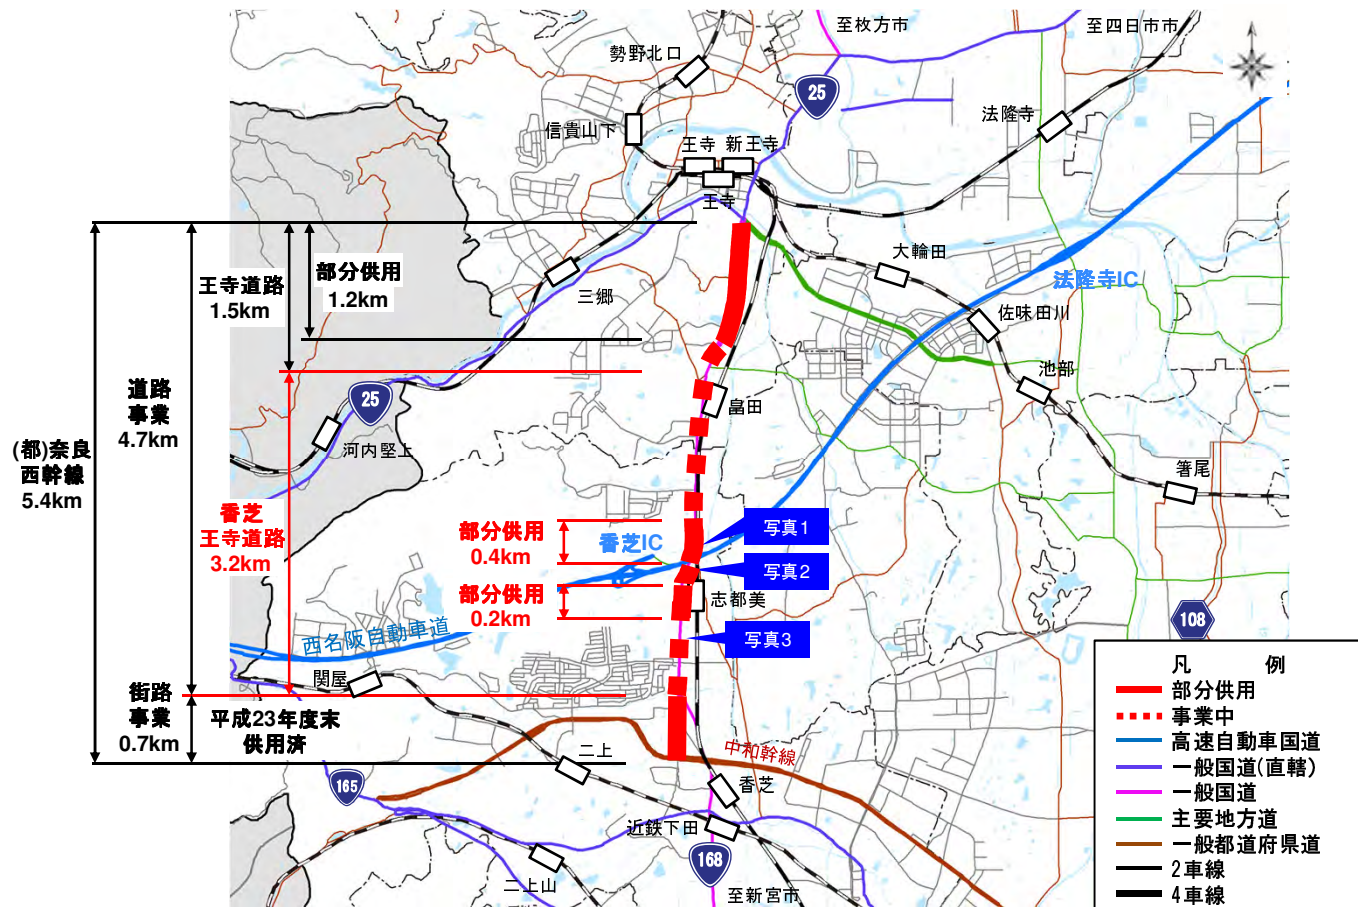 至枚方市
至四日市市
勢野北口
25
法隆寺
信貴山下
王寺 新王寺
王寺
大輪田
法隆寺IC
部分供用
1.2km
王寺道路
1.5km
三郷
佐味田川
池部
道路
事業
4.7km
25
畠田
(都)奈良
西幹線
5.4km
河内堅上
箸尾
香芝
王寺道路
3.2km
部分供用
0.4km
香芝IC
写真1
写真2
部分供用
0.2km
志都美
写真3
108
西名阪自動車道
関屋
街路
事業
0.7km
平成23年度末
供用済
二上
中和幹線
165
香芝
近鉄下田
二上山
168
至新宮市
凡 例
部分供用
事業中
高速自動車国道
一般国道(直轄)
一般国道
主要地方道
一般都道府県道
2車線
4車線